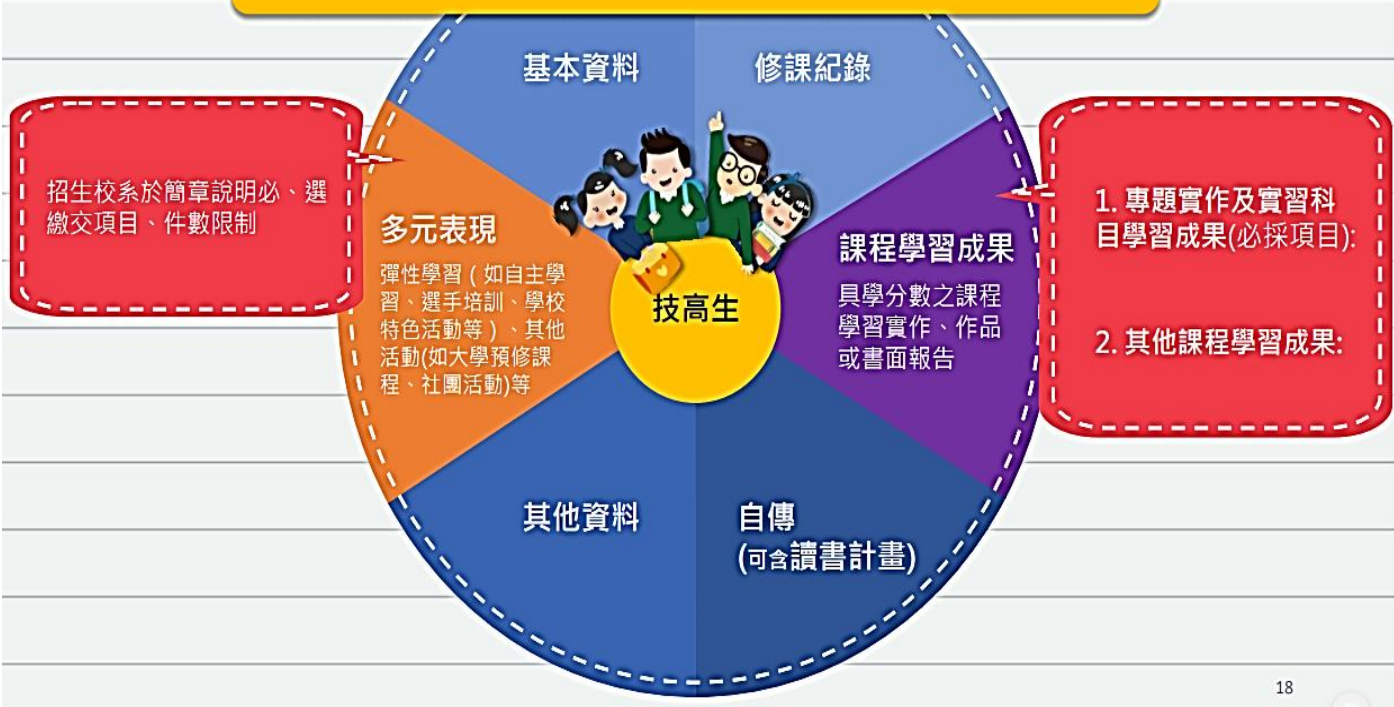 基本資料
修課紀錄
招生校系於簡章說明必、選
繳交項目、件數限制
多元表現
彈性學習(如自主學
習、選手培訓、學校
特色活動等)、其他
活動(如大學預修課
程、社團活動)等
技高生
課程學習成果
具學分數之課程
學習實作、作品
或書面報告
1. 專題實作及實習科
目學習成果(必採項目):
2. 其他課程學習成果:
其他資料
自傳
(可含讀書計畫)
18